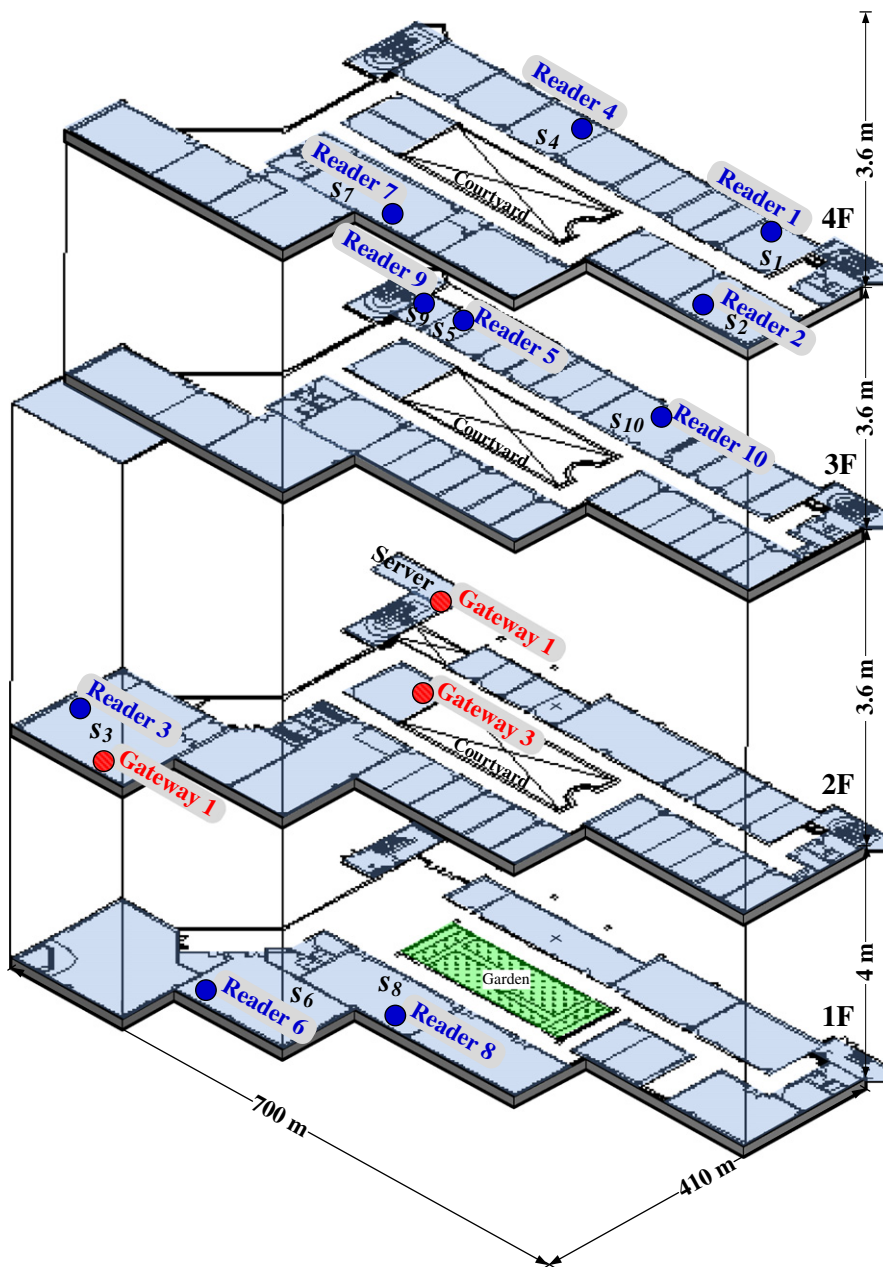 Reader 4
S4
3.6 m
Reader 1
Reader 7
S7
Courtyard
4F
S1
Reader 9
Reader 2
S2
S9
S5
Reader 5
3.6 m
S10
Reader 10
Courtyard
3F
Server
Gateway 1
3.6 m
Reader 3
S3
Gateway 3
Gateway 1
Courtyard
2F
4 m
Garden
S6
S8
Reader 6
Reader 8
1F
700 m
410 m